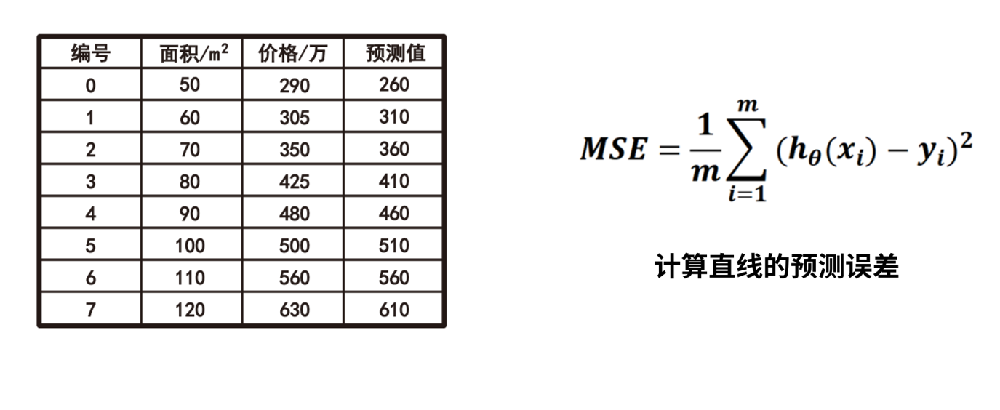 编号 面积/m² 价格/万 预测值
0 50 290 260
1 60 305 310
2 70 350 360
3 80 425 410
4 90 480 460
5 100 500 510
6 110 560 560
7 120 630 610
MSE = \frac{1}{m} \sum_{i=1}^{m} (h_θ(x_i) − y_i)²
计算直线的预测误差